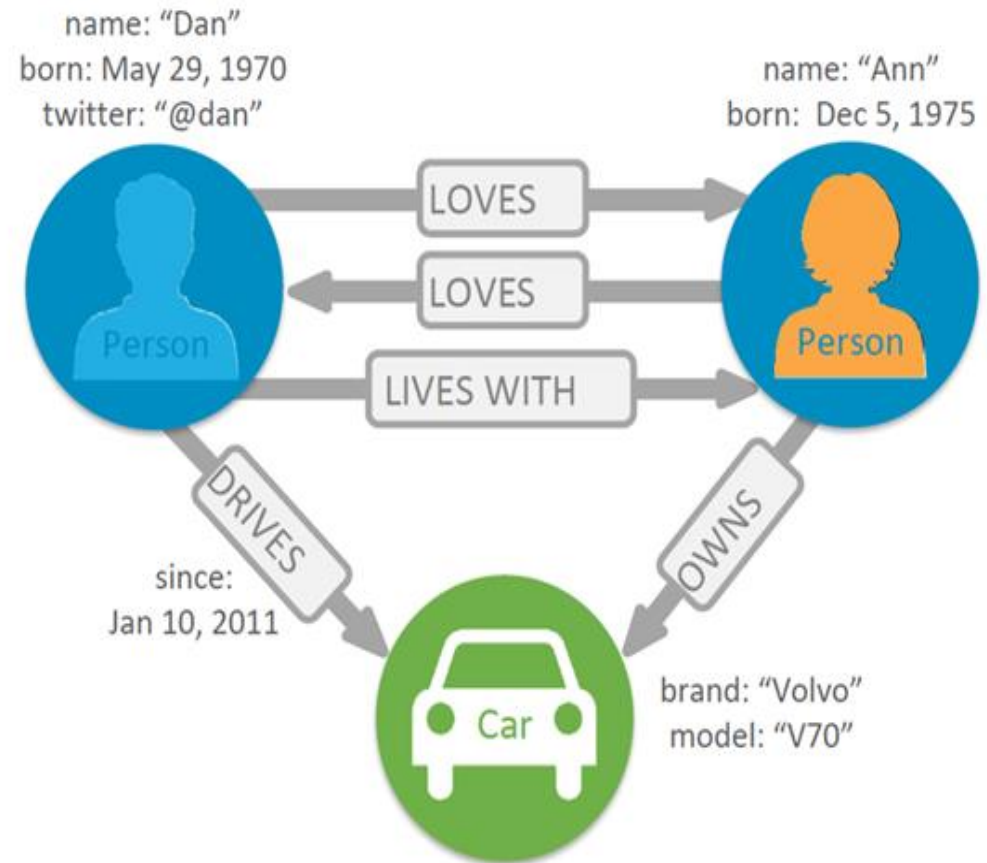 name: “Dan”
born: May 29, 1970
twitter: “@dan”
name: “Ann”
born: Dec 5, 1975
LOVES
LOVES
Person
Person
LIVES WITH
DRIVES
OWNS
since:
Jan 10, 2011
Car
brand: “Volvo”
model: “V70”